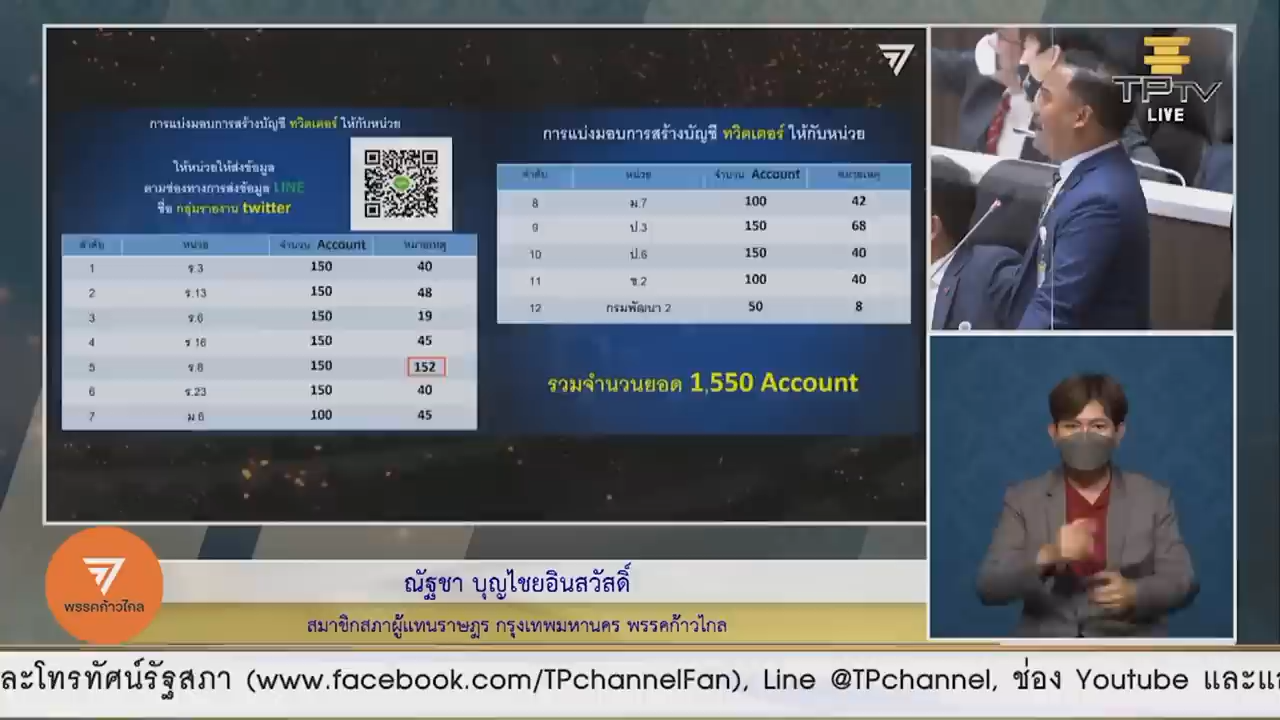 การแบ่งมอบการสร้างบัญชี ทวิตเตอร์ ให้กับหน่วย
ให้หน่วยให้ส่งข้อมูล
ตามช่องทางการส่งข้อมูล LINE
ชื่อ กลุ่มรายงาน twitter
ลำดับ หน่วย จำนวน Account หมายเหตุ
1 ร.3 150 40
2 ร.13 150 48
3 ร.6 150 19
4 ร 16 150 45
5 ร.8 150 152
6 ร.23 150 40
7 ม 6 100 45
การแบ่งมอบการสร้างบัญชี ทวิตเตอร์ ให้กับหน่วย
ลำดับ หน่วย จำนวน Account หมายเหตุ
8 ม.7 100 42
9 ป.3 150 68
10 ป.6 150 40
11 ช.2 100 40
12 กรมพัฒนา 2 50 8
รวมจำนวนยอด 1,550 Account
TPTV
LIVE
พรรคก้าวไกล
ณัฐชา บุญไชยอินสวัสดิ์
สมาชิกสภาผู้แทนราษฎร กรุงเทพมหานคร พรรคก้าวไกล
ละโทรทัศน์รัฐสภา (www.facebook.com/TPchannelFan), Line @TPchannel, ช่อง Youtube และแอ